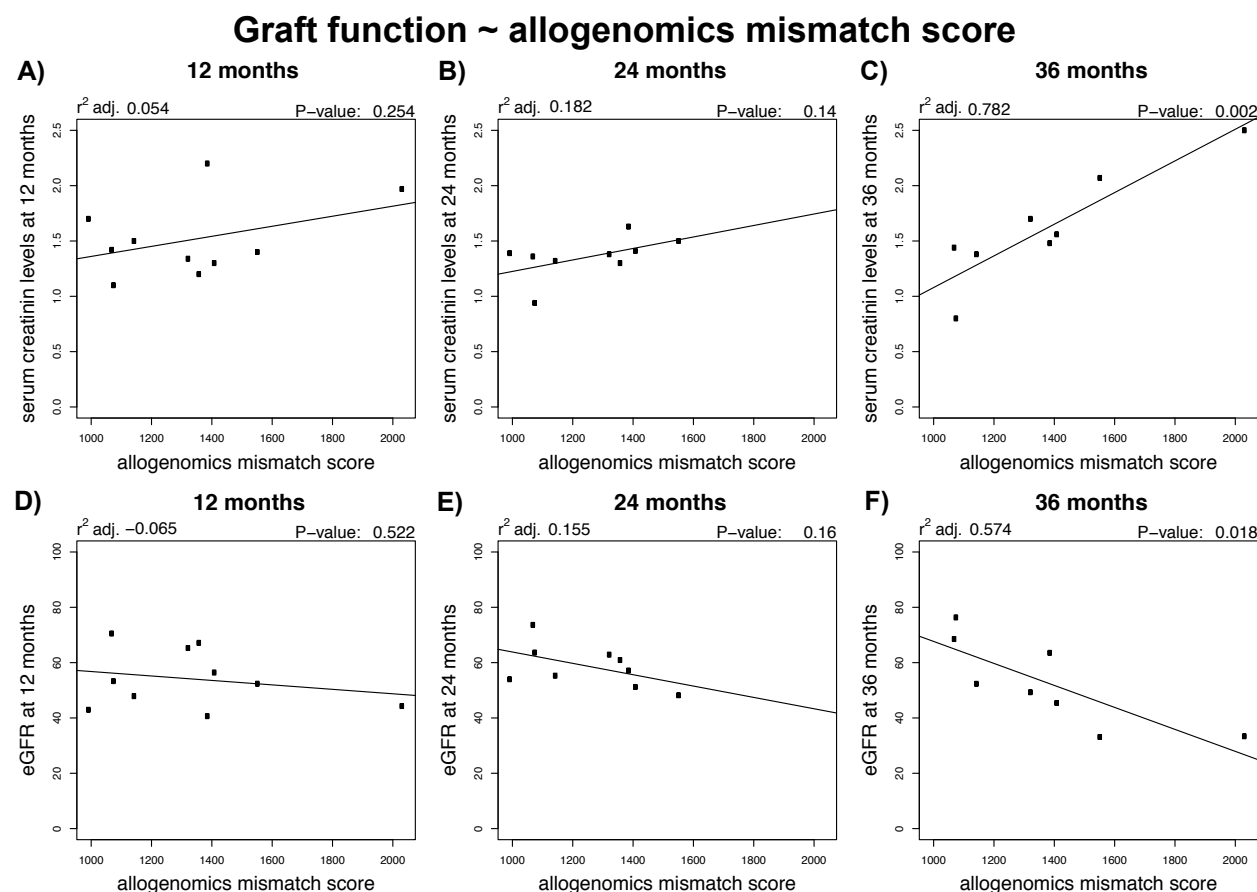 Graft function ~ allogenomics mismatch score
A) 12 months
r2 adj. 0.054 P−value: 0.254
serum creatinin levels at 12 months
2.5
2.0
1.5
1.0
0.5
0.0
1000 1200 1400 1600 1800 2000
allogenomics mismatch score
B) 24 months
r2 adj. 0.182 P−value: 0.14
serum creatinin levels at 24 months
2.5
2.0
1.5
1.0
0.5
0.0
1000 1200 1400 1600 1800 2000
allogenomics mismatch score
C) 36 months
r2 adj. 0.782 P−value: 0.002
serum creatinin levels at 36 months
2.5
2.0
1.5
1.0
0.5
0.0
1000 1200 1400 1600 1800 2000
allogenomics mismatch score
D) 12 months
r2 adj. −0.065 P−value: 0.522
eGFR at 12 months
100
80
60
40
20
0
1000 1200 1400 1600 1800 2000
allogenomics mismatch score
E) 24 months
r2 adj. 0.155 P−value: 0.16
eGFR at 24 months
100
80
60
40
20
0
1000 1200 1400 1600 1800 2000
allogenomics mismatch score
F) 36 months
r2 adj. 0.574 P−value: 0.018
eGFR at 36 months
100
80
60
40
20
0
1000 1200 1400 1600 1800 2000
allogenomics mismatch score